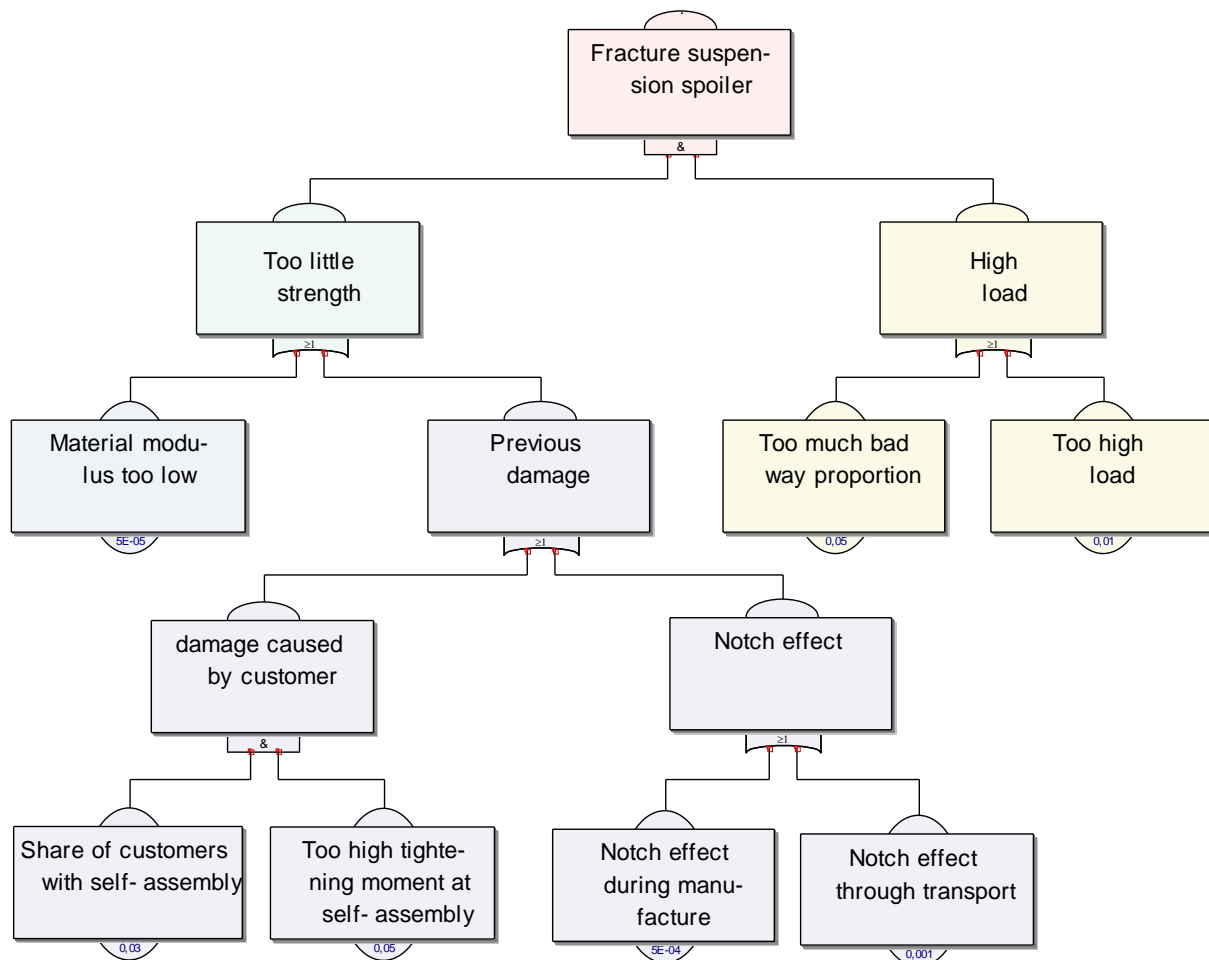 Fracture suspen-
sion spoiler
&
Too little
strength
≥1
High
load
≥1
Material modu-
lus too low
5E-05
Previous
damage
≥1
Too much bad
way proportion
0,05
Too high
load
0,01
damage caused
by customer
&
Notch effect
≥1
Share of customers
with self- assembly
0,03
Too high tighte-
ning moment at
self- assembly
0,05
Notch effect
during manu-
facture
5E-04
Notch effect
through transport
0,001